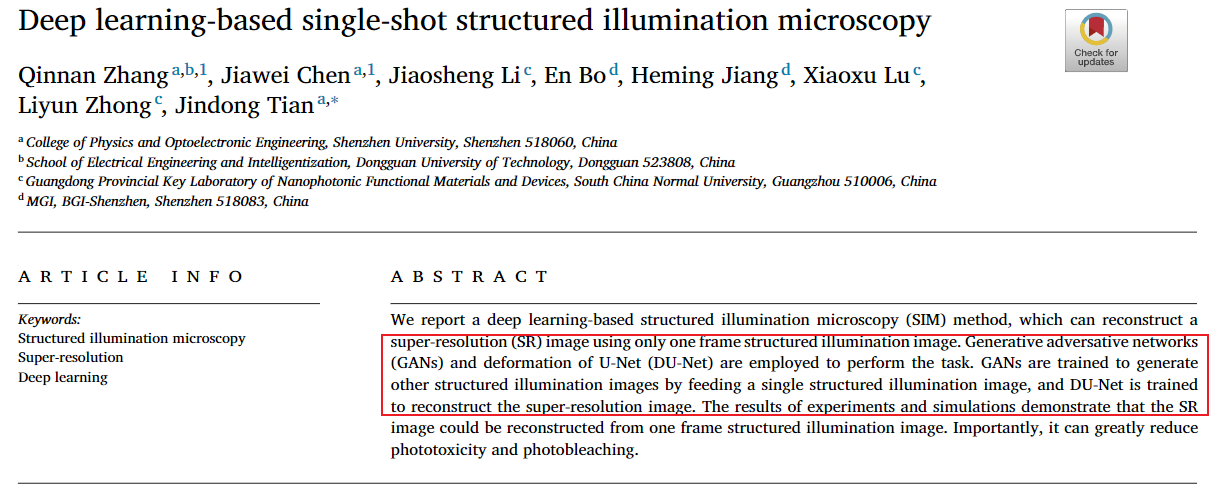 Deep learning-based single-shot structured illumination microscopy
Check for
updates
Qinnan Zhang a,b,1, Jiawei Chen a,1, Jiaosheng Li c, En Bo d, Heming Jiang d, Xiaoxu Lu c,
Liyun Zhong c, Jindong Tian a,*
a College of Physics and Optoelectronic Engineering, Shenzhen University, Shenzhen 518060, China
b School of Electrical Engineering and Intelligentization, Dongguan University of Technology, Dongguan 523808, China
c Guangdong Provincial Key Laboratory of Nanophotonic Functional Materials and Devices, South China Normal University, Guangzhou 510006, China
d MGI, BGI-Shenzhen, Shenzhen 518083, China
ARTICLE INFO
Keywords:
Structured illumination microscopy
Super-resolution
Deep learning
ABSTRACT
We report a deep learning-based structured illumination microscopy (SIM) method, which can reconstruct a
super-resolution (SR) image using only one frame structured illumination image. Generative adversative networks
(GANs) and deformation of U-Net (DU-Net) are employed to perform the task. GANs are trained to generate
other structured illumination images by feeding a single structured illumination image, and DU-Net is trained
to reconstruct the super-resolution image. The results of experiments and simulations demonstrate that the SR
image could be reconstructed from one frame structured illumination image. Importantly, it can greatly reduce
phototoxicity and photobleaching.